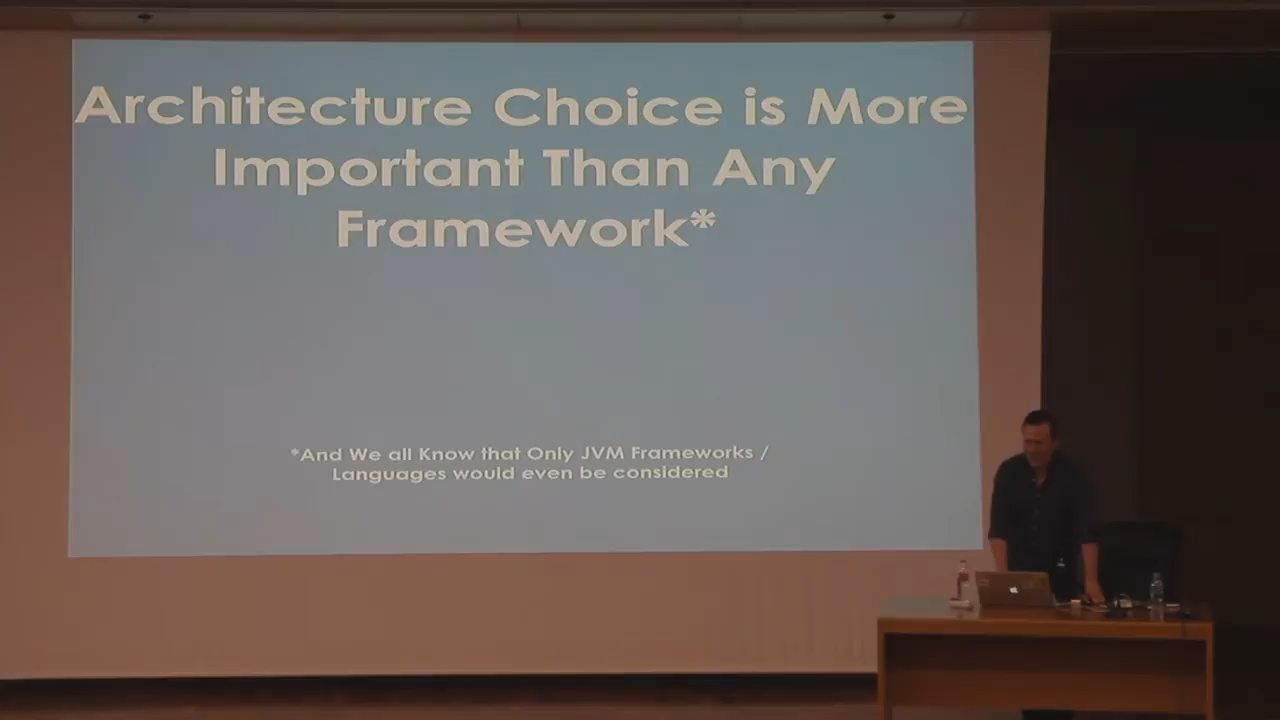 Architecture Choice is More
Important Than Any
Framework*
*And We all Know that Only JVM Frameworks /
Languages would even be considered